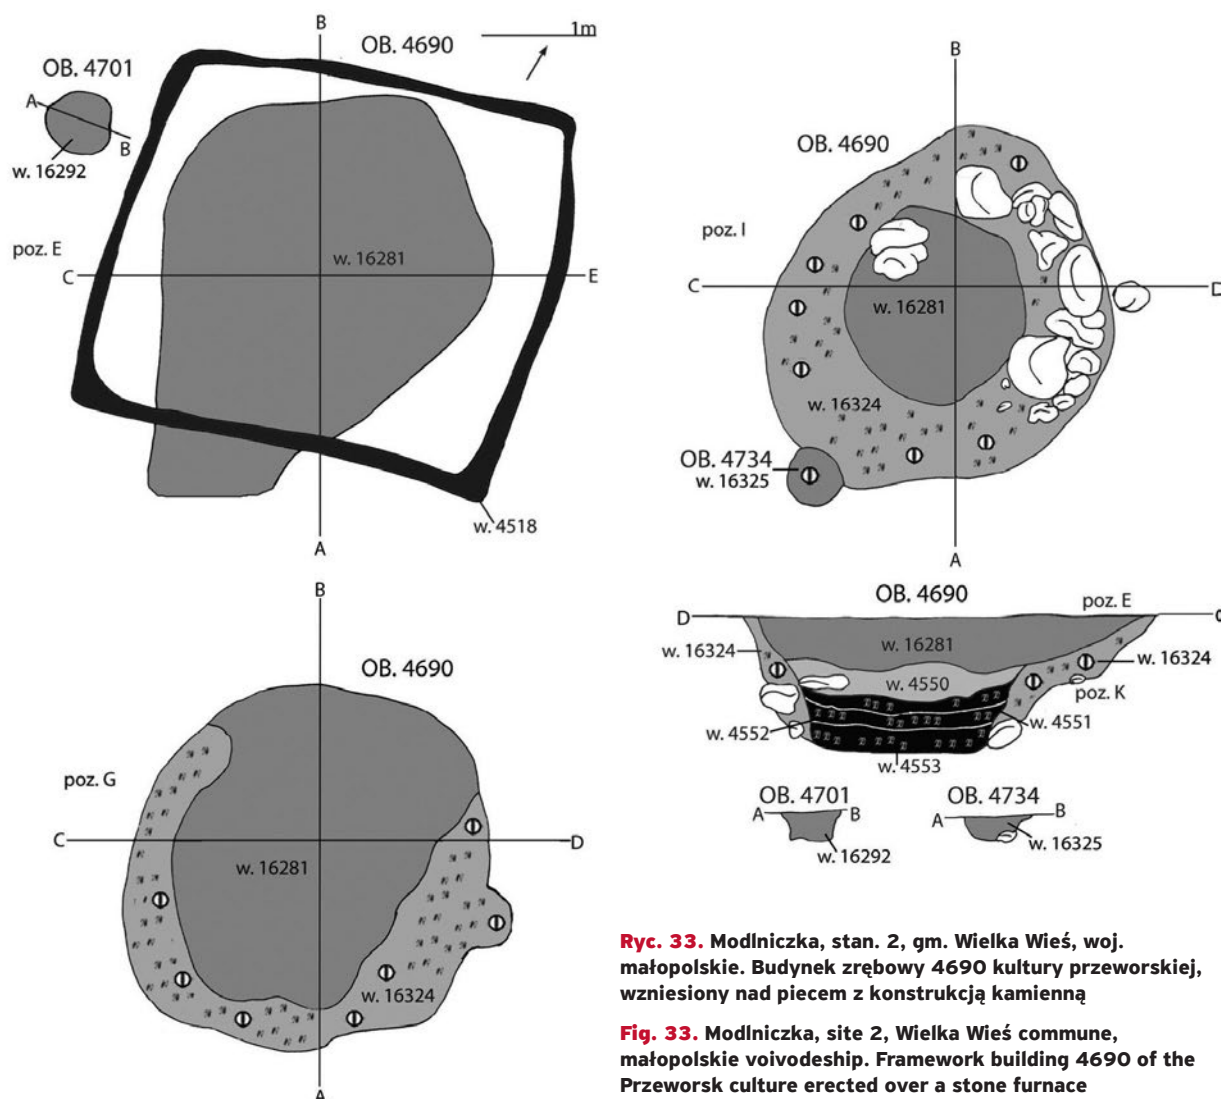 B
1m
OB. 4690
OB. 4701
A
B
w. 16292
poz. E
w. 16281
C
E
w. 4518
A
B
OB. 4690
poz. I
C
D
w. 16281
w. 16324
OB. 4734
w. 16325
A
B
OB. 4690
poz. G
C
D
w. 16281
w. 16324
A
OB. 4690
poz. E
D
w. 16281
w. 16324
w. 16324
w. 4550
poz. K
w. 4552
w. 4551
w. 4553
OB. 4701
OB. 4734
A
B
A
B
w. 16292
w. 16325
Ryc. 33. Modlniczka, stan. 2, gm. Wielka Wieś, woj.
małopolskie. Budynek zrębowy 4690 kultury przeworskiej,
wzniesiony nad piecem z konstrukcją kamienną
Fig. 33. Modlniczka, site 2, Wielka Wieś commune,
małopolskie voivodeship. Framework building 4690 of the
Przeworsk culture erected over a stone furnace